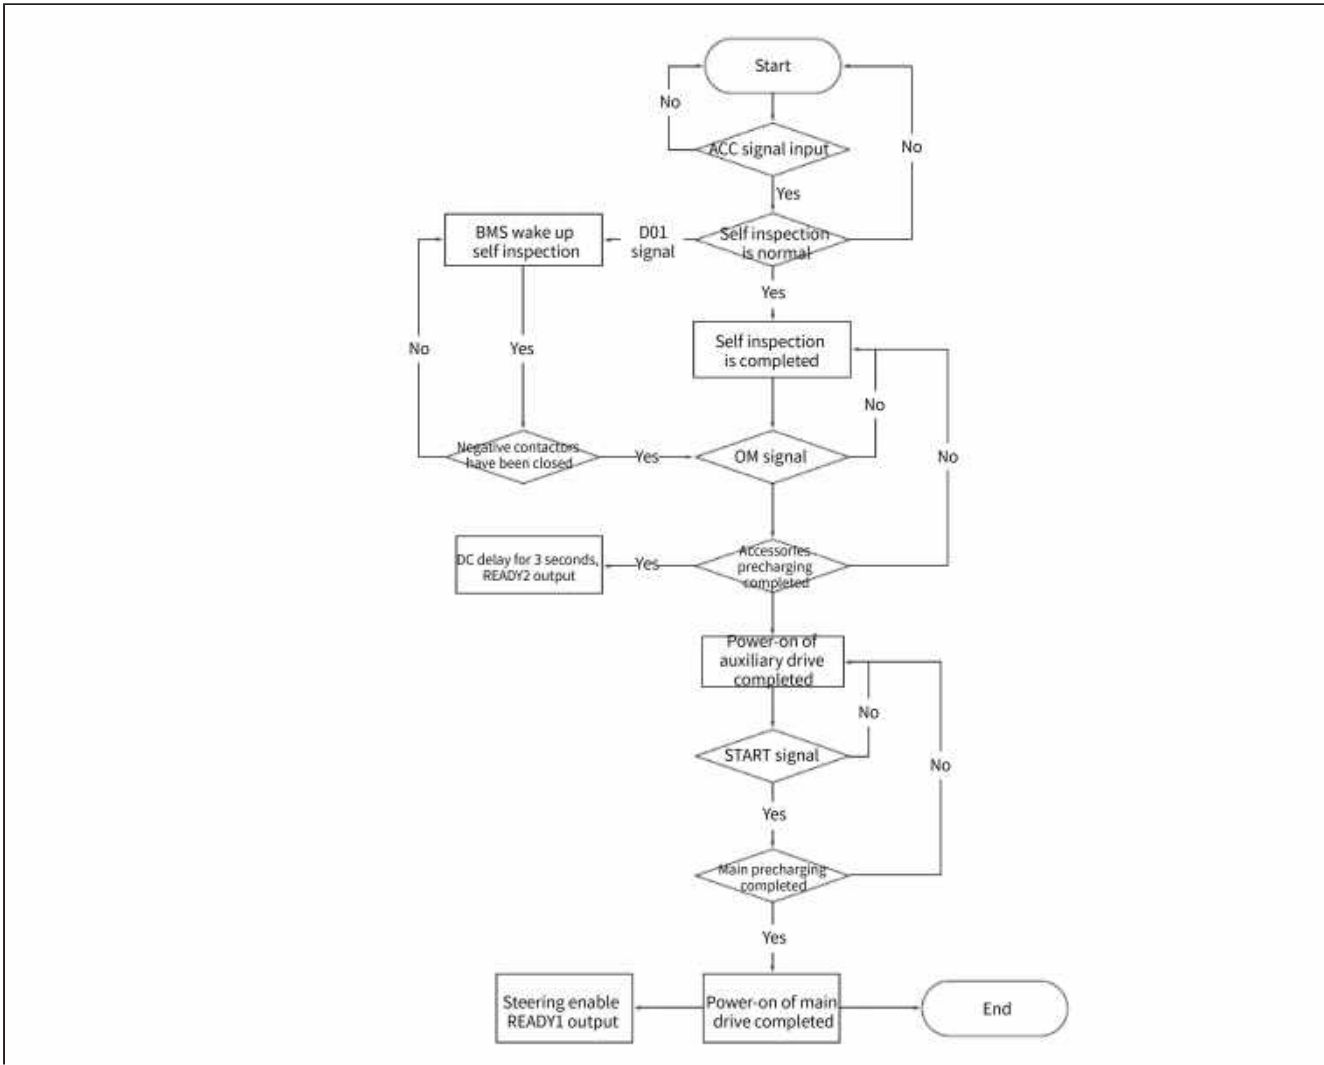 Start
No
ACC signal input
No
Yes
BMS wake up
self inspection
D01
signal
Self inspection
is normal
Yes
Self inspection
is completed
No
Yes
No
Negative contactors
have been closed
Yes
OM signal
No
DC delay for 3 seconds,
READY2 output
Yes
Accessories
precharging
completed
Power-on of
auxiliary drive
completed
No
START signal
No
Yes
Main precharging
completed
Yes
Steering enable
READY1 output
Power-on of main
drive completed
End